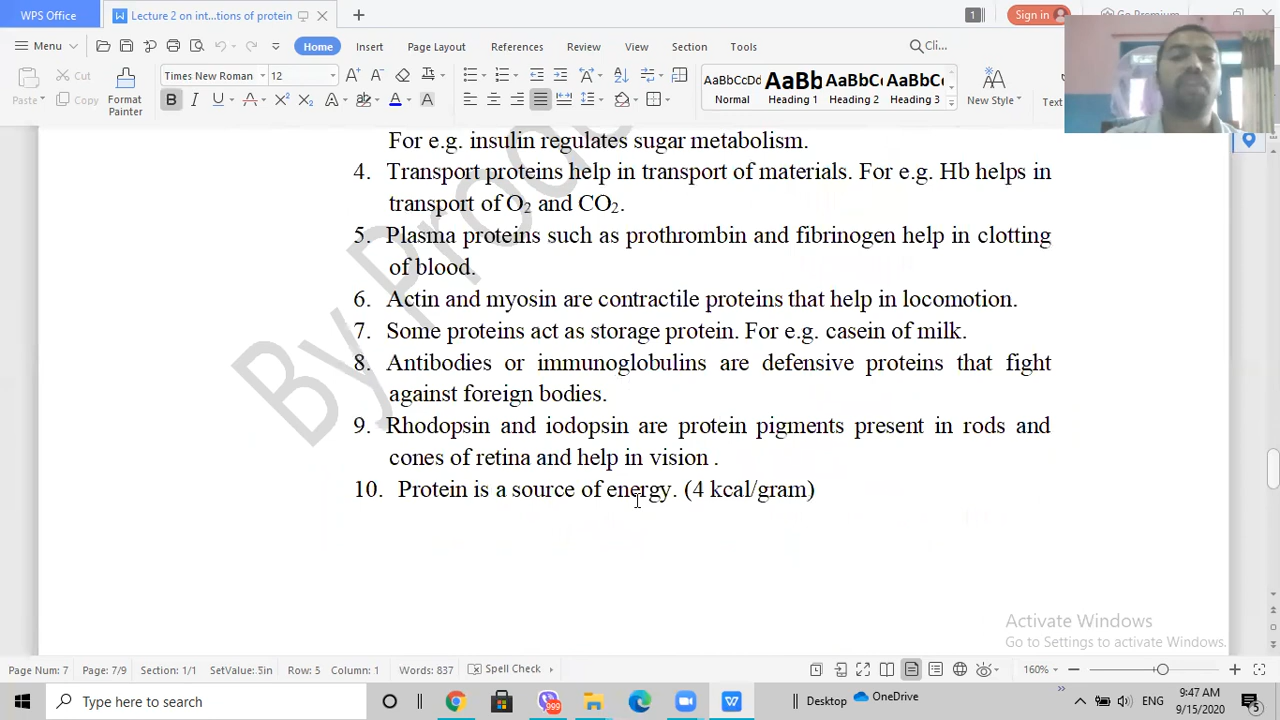 WPS Office
Lecture 2 on int...tions of protein
1
Sign in
Go Premium
Menu
Home
Insert
Page Layout
References
Review
View
Section
Tools
Cli...
Paste
Cut
Copy
Format
Painter
Times New Roman
12
AaBbCcDd
Normal
AaBb
Heading 1
AaBbC
Heading 2
AaBbC
Heading 3
New Style
Text
By Pro
For e.g. insulin regulates sugar metabolism.
4. Transport proteins help in transport of materials. For e.g. Hb helps in
transport of O₂ and CO₂.
5. Plasma proteins such as prothrombin and fibrinogen help in clotting
of blood.
6. Actin and myosin are contractile proteins that help in locomotion.
7. Some proteins act as storage protein. For e.g. casein of milk.
8. Antibodies or immunoglobulins are defensive proteins that fight
against foreign bodies.
9. Rhodopsin and iodopsin are protein pigments present in rods and
cones of retina and help in vision .
10. Protein is a source of energy. (4 kcal/gram)
Activate Windows
Go to Settings to activate Windows.
Page Num: 7
Page: 7/9
Section: 1/1
SetValue: 5in
Row: 5
Column: 1
Words: 837
Spell Check
160%
Type here to search
999
Desktop
OneDrive
ENG
9:47 AM
9/15/2020
5